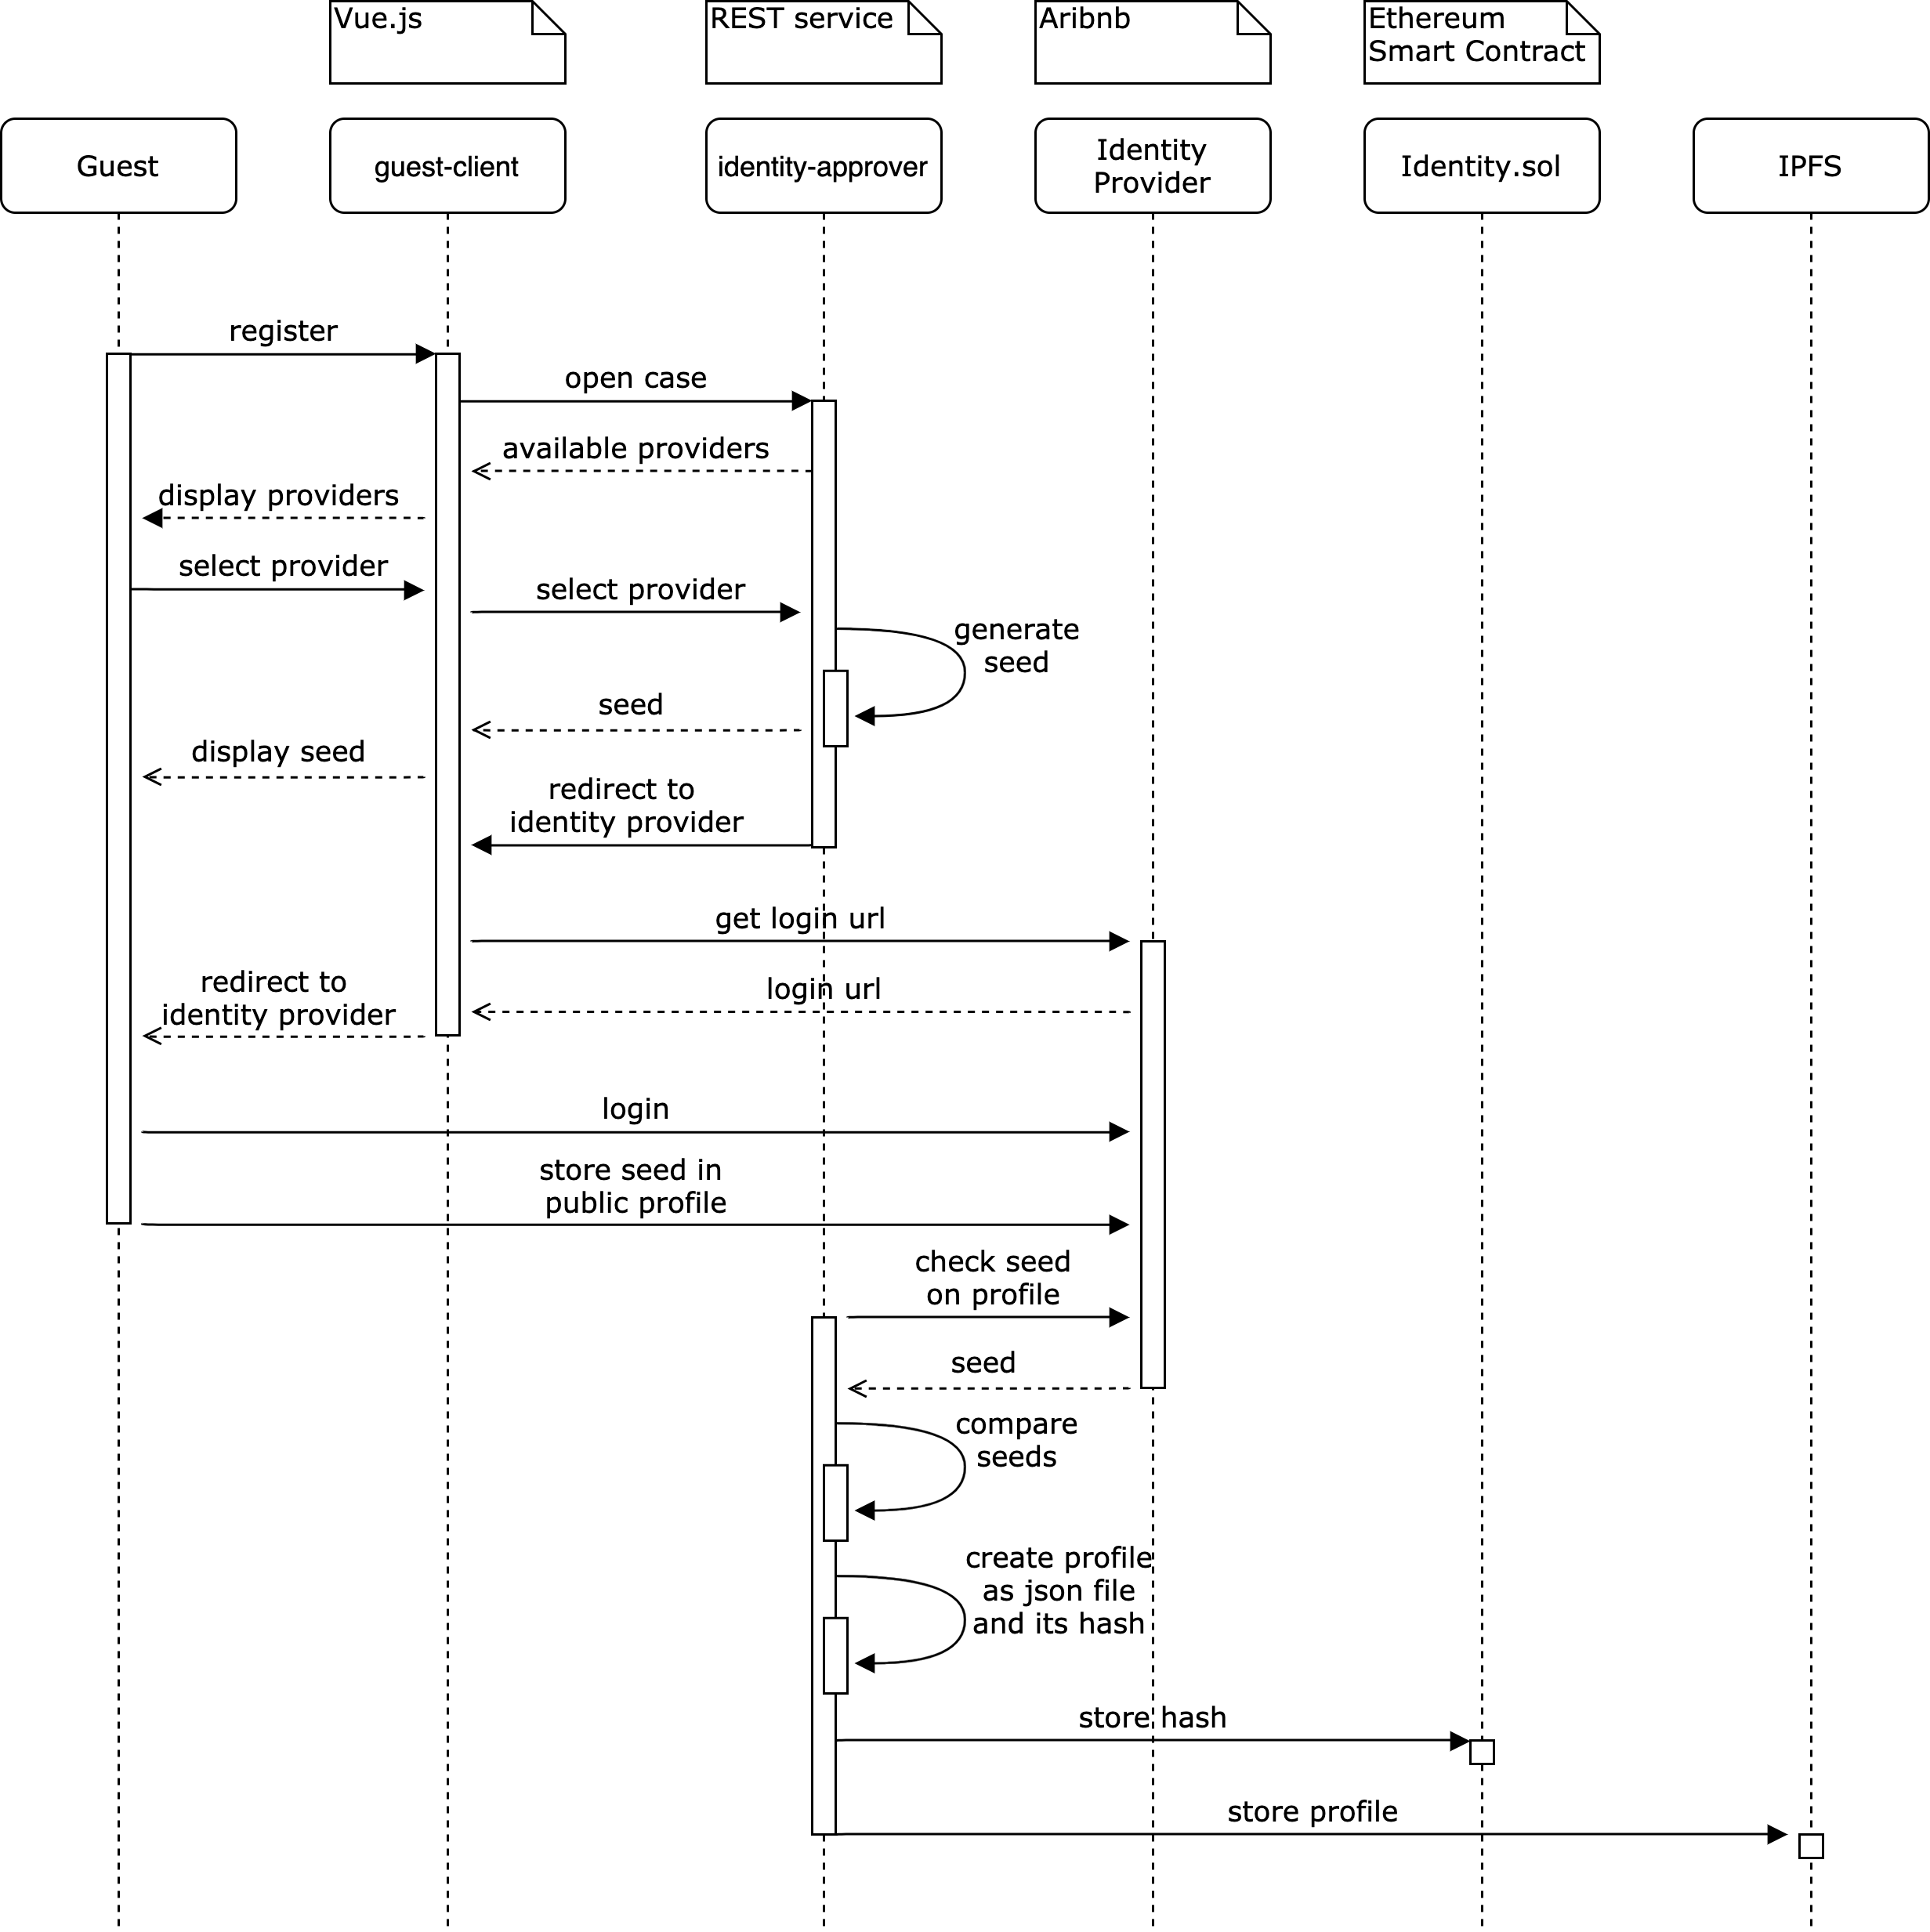 Vue.js
REST service
Aribnb
Ethereum
Smart Contract
Guest
guest-client
identity-approver
Identity
Provider
Identity.sol
IPFS
register
open case
available providers
display providers
select provider
select provider
generate
seed
seed
display seed
redirect to
identity provider
get login url
login url
redirect to
identity provider
login
store seed in
public profile
check seed
on profile
seed
compare
seeds
create profile
as json file
and its hash
store hash
store profile